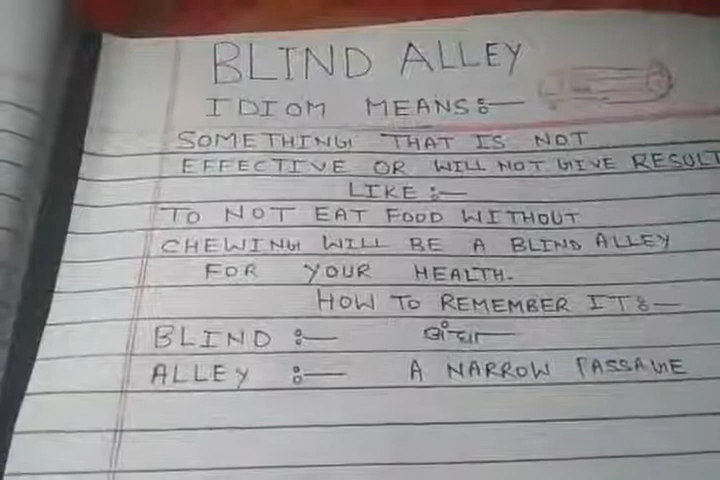 BLIND ALLEY
IDIOM MEANS:-
SOMETHING THAT IS NOT
EFFECTIVE OR WILL NOT GIVE RESULT
LIKE :-
TO NOT EAT FOOD WITHOUT
CHEWING WILL BE A BLIND ALLEY
FOR YOUR HEALTH.
HOW TO REMEMBER IT:-
BLIND :- अंधा
ALLEY :- A NARROW PASSAGE